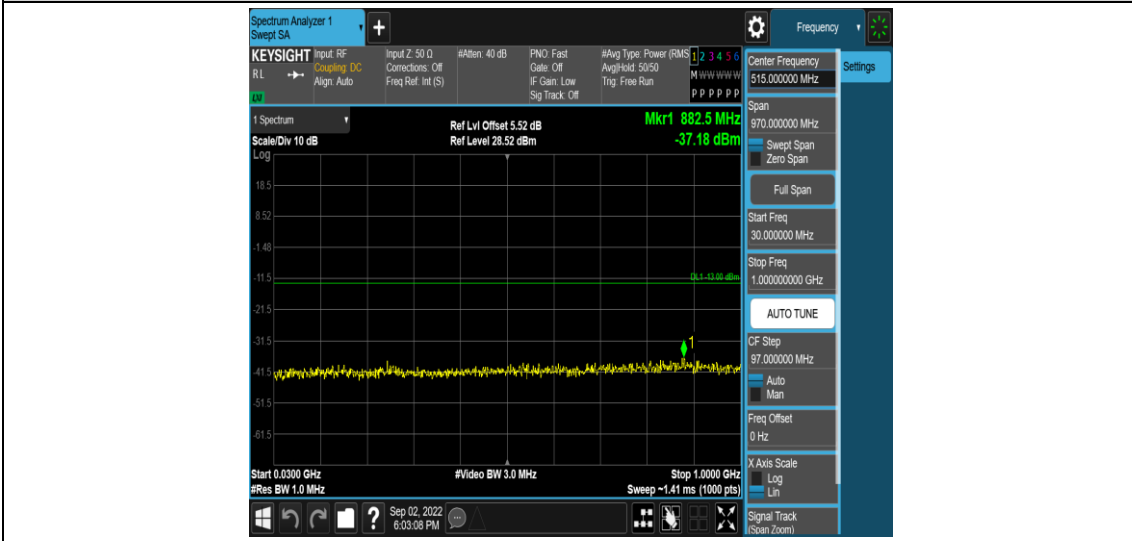 Spectrum Analyzer 1
Swept SA
+
Frequency
KEYSIGHT
RL
Input: RF
Coupling: DC
Align: Auto
Input Z: 50 Ω
Corrections: Off
Freq Ref: Int (S)
#Atten: 40 dB
PNO: Fast
Gate: Off
IF Gain: Low
Sig Track: Off
#Avg Type: Power (RMS
Avg|Hold: 50/50
Trig: Free Run
1 2 3 4 5 6
M W W W W W
P P P P P P
1 Spectrum
Scale/Div 10 dB
Log
Ref Lvl Offset 5.52 dB
Ref Level 28.52 dBm
Mkr1 882.5 MHz
-37.18 dBm
18.5
8.52
-1.48
-11.5
DL1 -13.00 dBm
-21.5
-31.5
1
-41.5
-51.5
-61.5
Start 0.0300 GHz
#Res BW 1.0 MHz
#Video BW 3.0 MHz
Stop 1.0000 GHz
Sweep ~1.41 ms (1000 pts)
?
Sep 02, 2022
6:03:08 PM
Center Frequency
515.000000 MHz
Settings
Span
970.000000 MHz
Swept Span
Zero Span
Full Span
Start Freq
30.000000 MHz
Stop Freq
1.000000000 GHz
AUTO TUNE
CF Step
97.000000 MHz
Auto
Man
Freq Offset
0 Hz
X Axis Scale
Log
Lin
Signal Track
(Span Zoom)